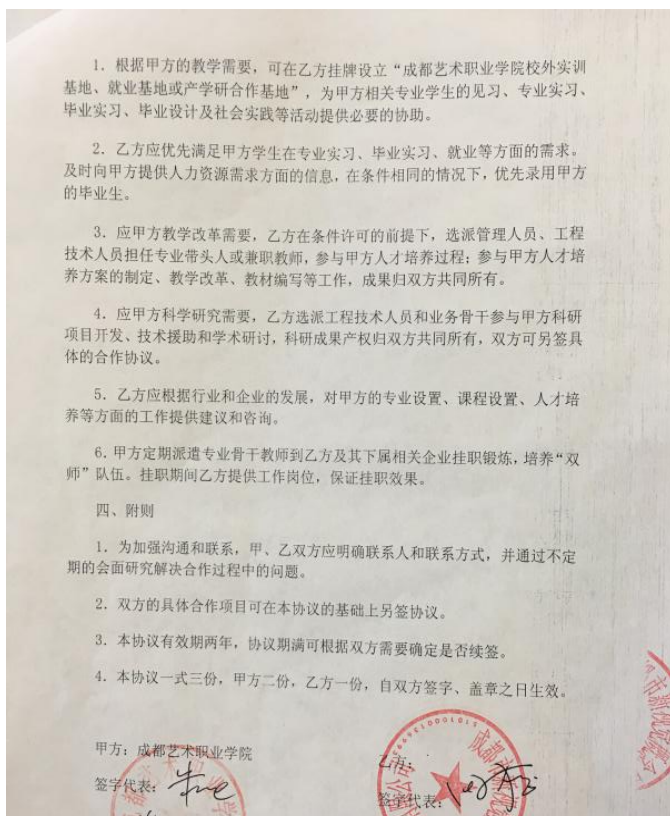 1. 根据甲方的教学需要，可在乙方挂牌设立“成都艺术职业学院校外实训
基地、就业基地或产学研合作基地”，为甲方相关专业学生的见习、专业实习、
毕业实习、毕业设计及社会实践等活动提供必要的协助。
2. 乙方应优先满足甲方学生在专业实习、毕业实习、就业等方面的需求。
及时向甲方提供人力资源需求方面的信息，在条件相同的情况下，优先录用甲方
的毕业生。
3. 应甲方教学改革需要，乙方在条件许可的前提下，选派管理人员、工程
技术人员担任专业带头人或兼职教师，参与甲方人才培养过程；参与甲方人才培
养方案的制定、教学改革、教材编写等工作，成果归双方共同所有。
4. 应甲方科学研究需要，乙方选派工程技术人员和业务骨干参与甲方科研
项目开发、技术援助和学术研讨，科研成果产权归双方共同所有，双方可另签具
体的合作协议。
5. 乙方应根据行业和企业的发展，对甲方的专业设置、课程设置、人才培
养等方面的工作提供建议和咨询。
6.甲方定期派遣专业骨干教师到乙方及其下属相关企业挂职锻炼，培养“双
师”队伍。挂职期间乙方提供工作岗位，保证挂职效果。
四、附则
1. 为加强沟通和联系，甲、乙双方应明确联系人和联系方式，并通过不定
期的会面研究解决合作过程中的问题。
2. 双方的具体合作项目可在本协议的基础上另签协议。
3. 本协议有效期两年，协议期满可根据双方需要确定是否续签。
4. 本协议一式三份，甲方二份，乙方一份，自双方签字、盖章之日生效。
甲方：成都艺术职业学院
乙方：
签字代表：
签字代表：